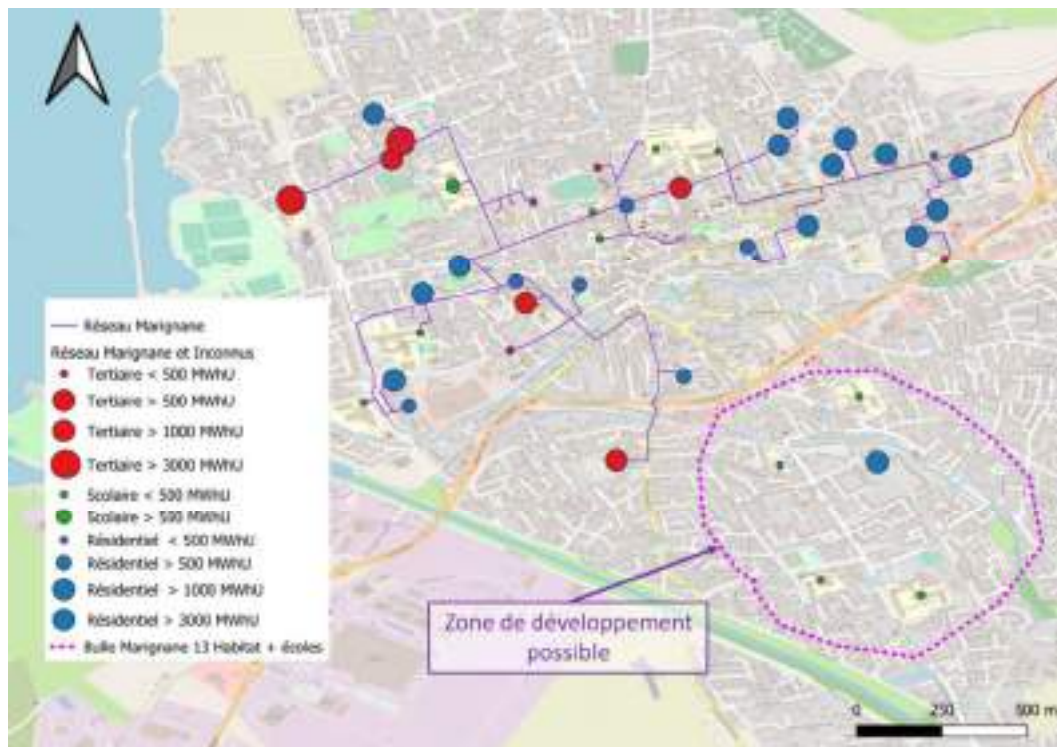 Réseau Marignane
Réseau Marignane et Inconnus
Tertiaire < 500 MWhU
Tertiaire > 500 MWhU
Tertiaire > 1000 MWhU
Tertiaire > 3000 MWhU
Scolaire < 500 MWhU
Scolaire > 500 MWhU
Résidentiel < 500 MWhU
Résidentiel > 500 MWhU
Résidentiel > 1000 MWhU
Résidentiel > 3000 MWhU
Bulle Marignane 13 Habitat + écoles
Zone de développement
possible
0 250 500 m